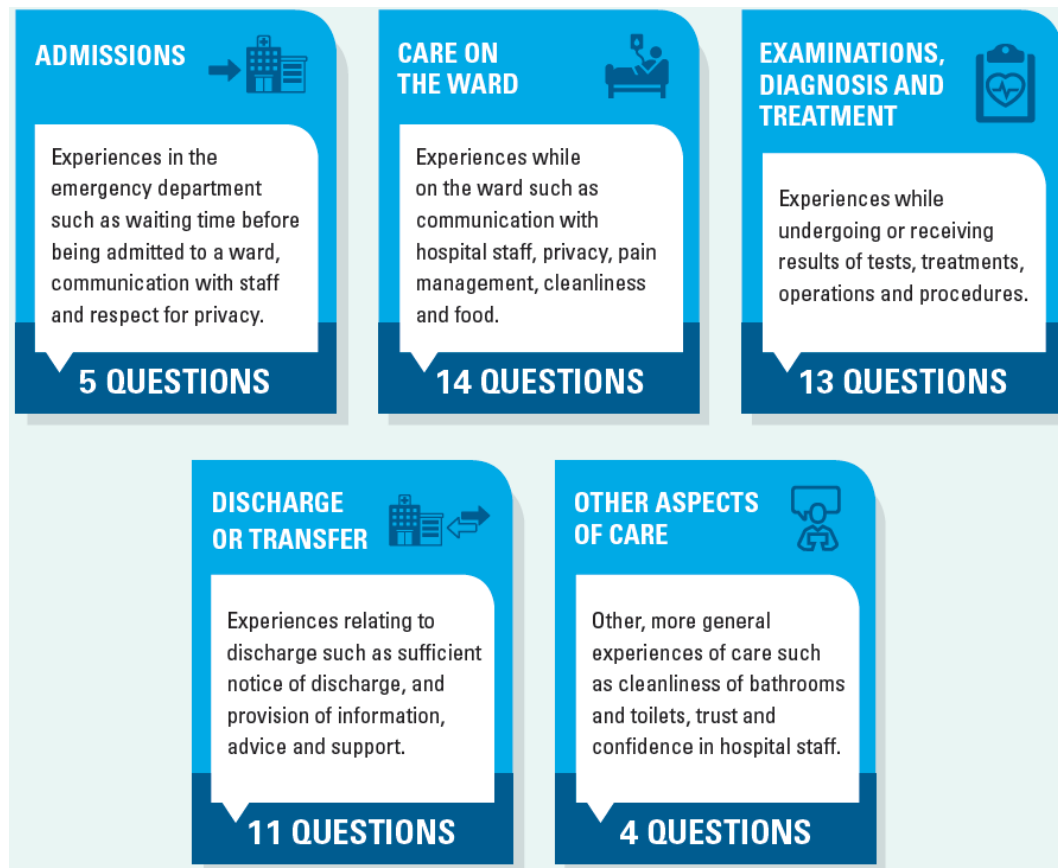 ADMISSIONS
Experiences in the
emergency department
such as waiting time before
being admitted to a ward,
communication with staff
and respect for privacy.
5 QUESTIONS
CARE ON
THE WARD
Experiences while
on the ward such as
communication with
hospital staff, privacy, pain
management, cleanliness
and food.
14 QUESTIONS
EXAMINATIONS,
DIAGNOSIS AND
TREATMENT
Experiences while
undergoing or receiving
results of tests, treatments,
operations and procedures.
13 QUESTIONS
DISCHARGE
OR TRANSFER
Experiences relating to
discharge such as sufficient
notice of discharge, and
provision of information,
advice and support.
11 QUESTIONS
OTHER ASPECTS
OF CARE
Other, more general
experiences of care such
as cleanliness of bathrooms
and toilets, trust and
confidence in hospital staff.
4 QUESTIONS